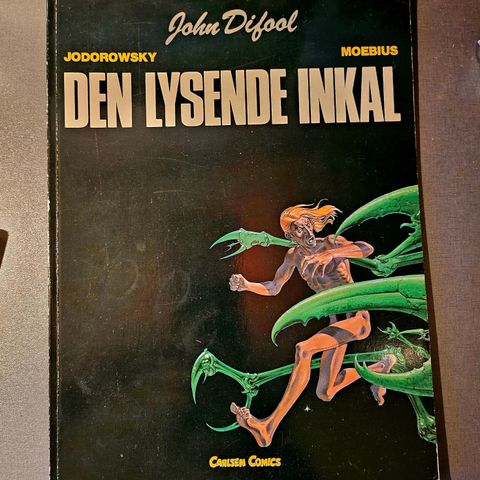 John Difool
JODOROWSKY MOEBIUS
DEN LYSENDE INKAL
CARLSEN COMICS